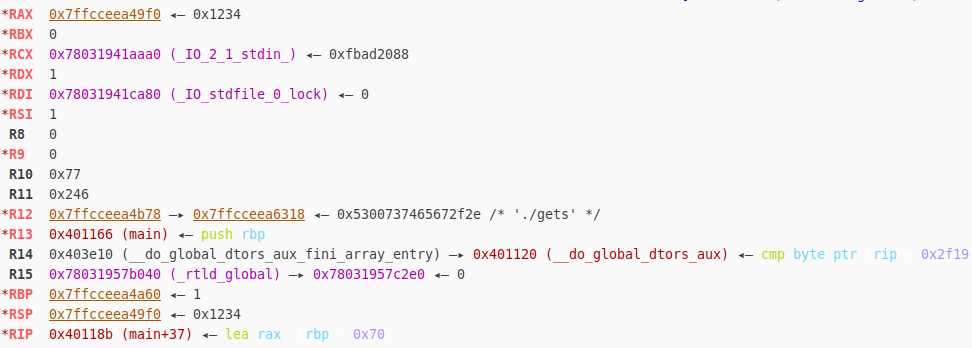 *RAX 0x7ffcceea49f0 ◂— 0x1234
*RBX 0
*RCX 0x78031941aaa0 (_IO_2_1_stdin_) ◂— 0xfbad2088
*RDX 1
*RDI 0x78031941ca80 (_IO_stdfile_0_lock) ◂— 0
*RSI 1
R8 0
*R9 0
R10 0x77
R11 0x246
*R12 0x7ffcceea4b78 —▸ 0x7ffcceea6318 ◂— 0x5300737465672f2e /* './gets' */
*R13 0x401166 (main) ◂— push rbp
R14 0x403e10 (__do_global_dtors_aux_fini_array_entry) —▸ 0x401120 (__do_global_dtors_aux) ◂— cmp byte ptr rip 0x2f19
R15 0x78031957b040 (_rtld_global) —▸ 0x78031957c2e0 ◂— 0
*RBP 0x7ffcceea4a60 ◂— 1
*RSP 0x7ffcceea49f0 ◂— 0x1234
*RIP 0x40118b (main+37) ◂— lea rax rbp 0x70